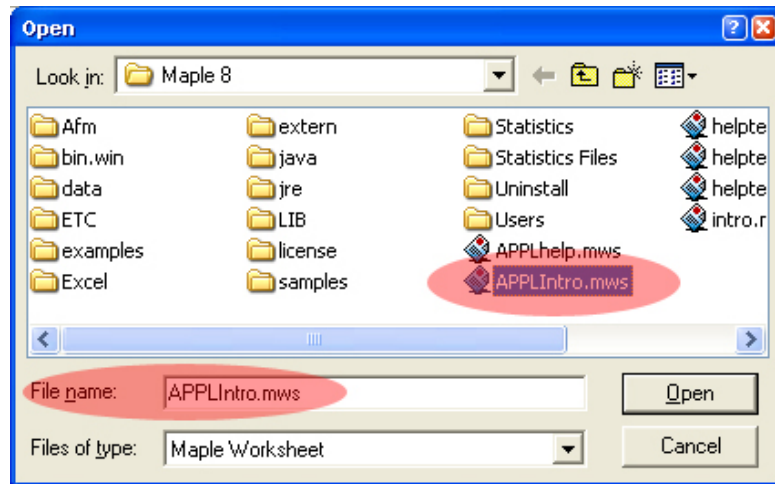 Open
Look in: Maple 8
Afm
bin.win
data
ETC
examples
Excel
extern
java
jre
LIB
license
samples
Statistics
Statistics Files
Uninstall
Users
APPLhelp.mws
APPLIntro.mws
helpte
helpte
helpte
intro.r
File name: APPLIntro.mws
Open
Files of type: Maple Worksheet
Cancel